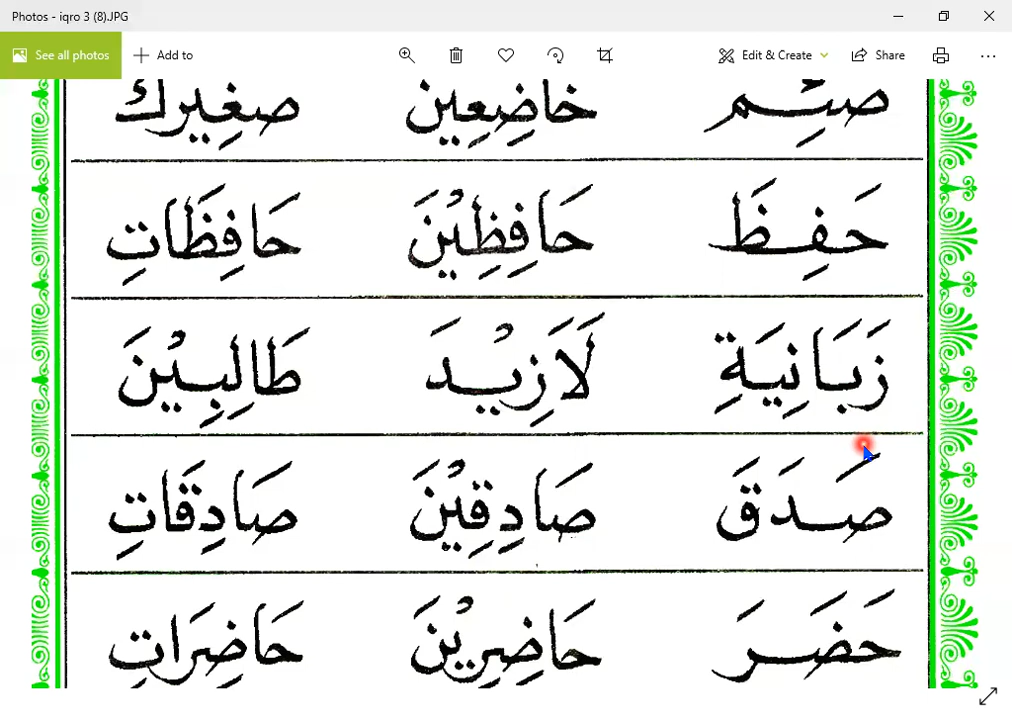 Photos - iqro 3 (8).JPG
See all photos
Add to
Edit & Create
Share
حَفِظَ حَافِظِيْنَ حَافِظَاتِ
زَبَانِيَةِ لَازِيْدَ طَالِبِيْنَ
صَدَقَ صَادِقِيْنَ صَادِقَاتِ
حَضَرَ حَاضِرِيْنَ حَاضِرَاتِ